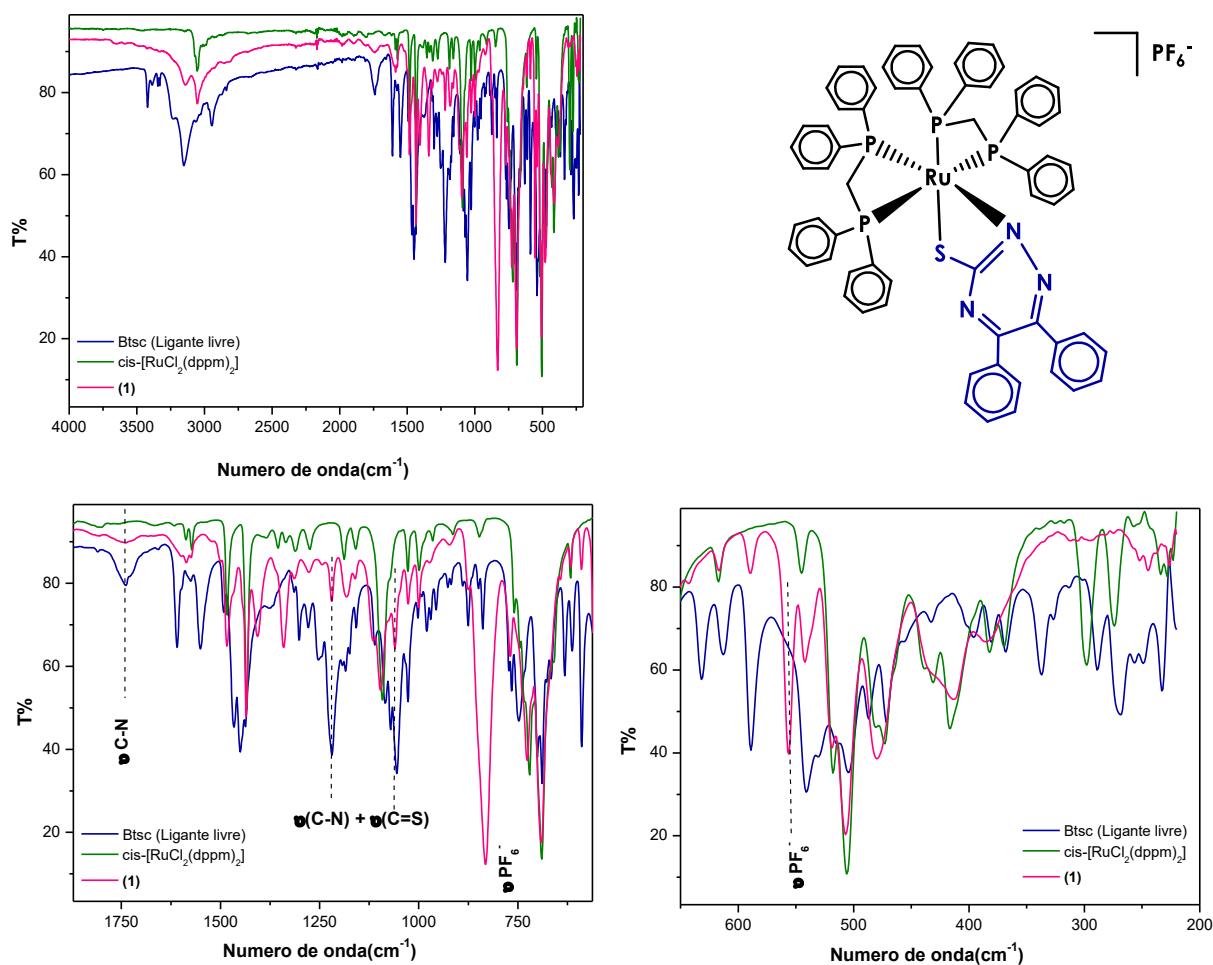 T%
80
60
40
20
Btsc (Ligante livre)
cis-[RuCl₂(dppm)₂]
(1)
4000 3500 3000 2500 2000 1500 1000 500
Numero de onda(cm⁻¹)
] PF₆⁻
P
P
P
P
Ru
S
N
N
N
T%
80
60
40
20
ʋ C-N
ʋ(C-N) + ʋ(C=S)
ʋ PF₆⁻
Btsc (Ligante livre)
cis-[RuCl₂(dppm)₂]
(1)
1750 1500 1250 1000 750
Numero de onda(cm⁻¹)
T%
80
60
40
20
ʋ PF₆⁻
Btsc (Ligante livre)
cis-[RuCl₂(dppm)₂]
(1)
600 500 400 300 200
Numero de onda(cm⁻¹)